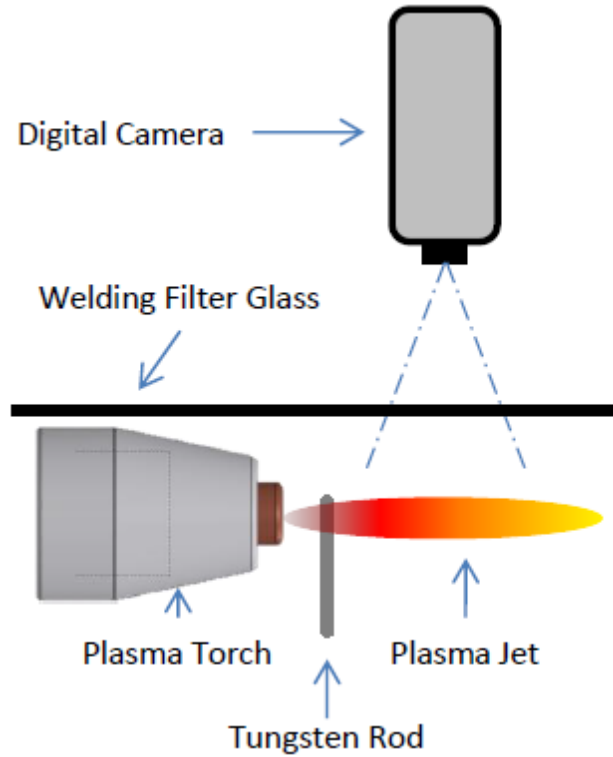 Digital Camera
Welding Filter Glass
Plasma Torch
Plasma Jet
Tungsten Rod